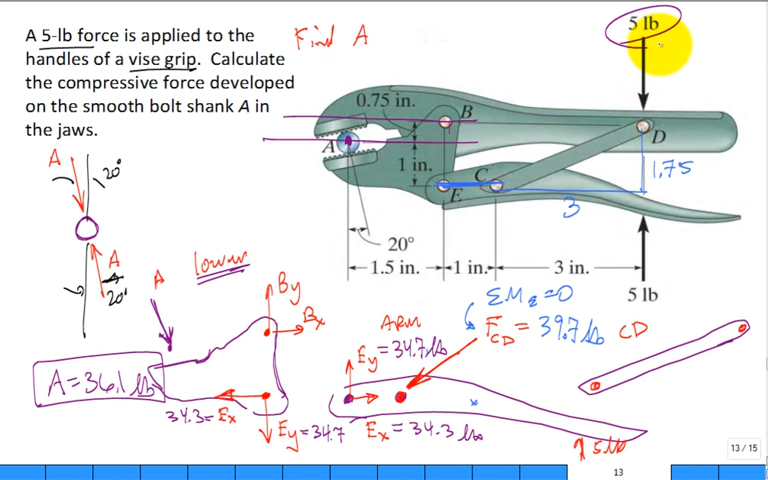 A 5-lb force is applied to the
handles of a vise grip. Calculate
the compressive force developed
on the smooth bolt shank A in
the jaws.
Find A
5 lb
0.75 in.
B
A
D
1 in.
C
E
1.75
3
20°
1.5 in.
1 in.
3 in.
5 lb
A
20°
A
20°
lower
A
By
Bx
A = 36.1 lb
34.3 = Ex
Ey = 34.7
ΣME = 0
ARM
FCD = 39.7 lb CD
Ey = 34.7 lb
Ex = 34.3 lb
5 lb
13 / 15
13